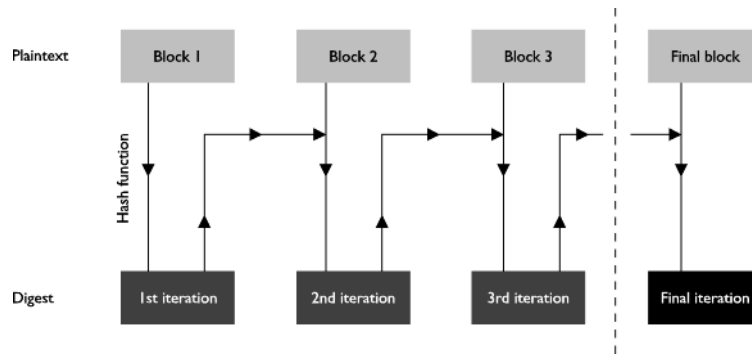 Plaintext
Block 1
Block 2
Block 3
Final block
Hash function
Digest
1st iteration
2nd iteration
3rd iteration
Final iteration